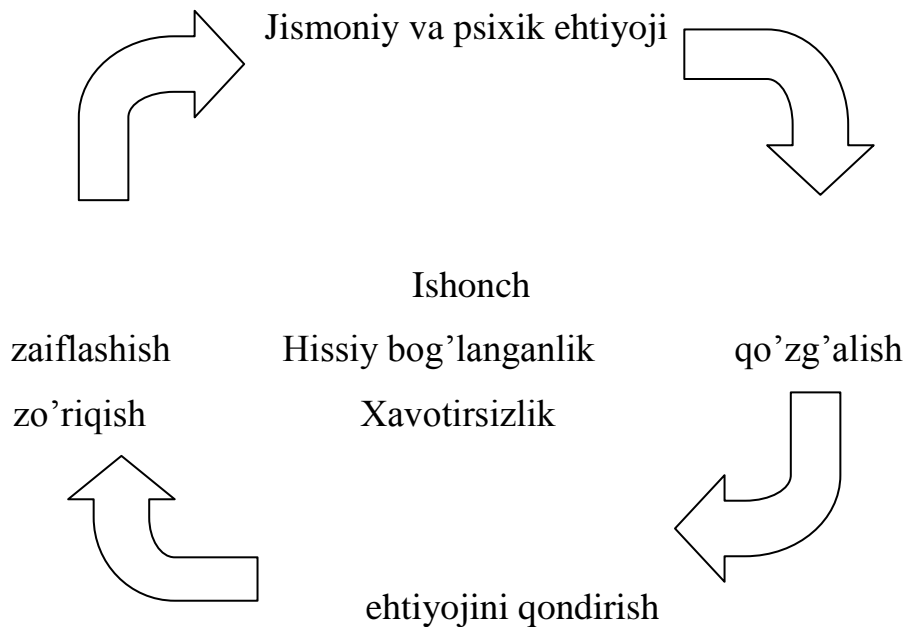 Jismoniy va psixik ehtiyoji
Ishonch
zaiflashish Hissiy bog’langanlik qo’zg’alish
zo’riqish Xavotirsizlik
ehtiyojini qondirish